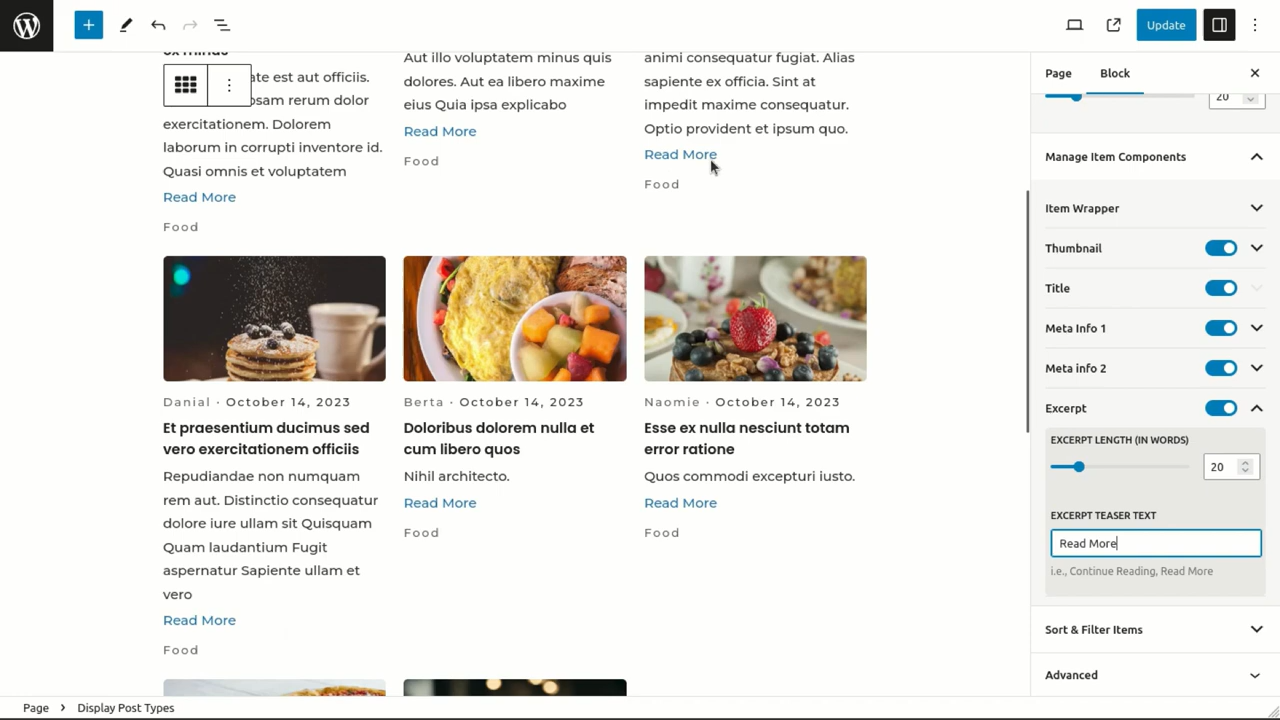 Update
ex minus
ate est aut officiis.
psam rerum dolor
exercitationem. Dolorem
laborum in corrupti inventore id.
Quasi omnis et voluptatem
Read More
Food
Aut illo voluptatem minus quis
dolores. Aut ea libero maxime
eius Quia ipsa explicabo
Read More
Food
animi consequatur fugiat. Alias
sapiente ex officia. Sint at
impedit maxime consequatur.
Optio provident et ipsum quo.
Read More
Food
Danial · October 14, 2023
Et praesentium ducimus sed
vero exercitationem officiis
Repudiandae non numquam
rem aut. Distinctio consequatur
dolore iure ullam sit Quisquam
Quam laudantium Fugit
aspernatur Sapiente ullam et
vero
Read More
Food
Berta · October 14, 2023
Doloribus dolorem nulla et
cum libero quos
Nihil architecto.
Read More
Food
Naomie · October 14, 2023
Esse ex nulla nesciunt totam
error ratione
Quos commodi excepturi iusto.
Read More
Food
Page
Block
20
Manage Item Components
Item Wrapper
Thumbnail
Title
Meta Info 1
Meta info 2
Excerpt
EXCERPT LENGTH (IN WORDS)
20
EXCERPT TEASER TEXT
Read More
i.e., Continue Reading, Read More
Sort & Filter Items
Advanced
Page
Display Post Types